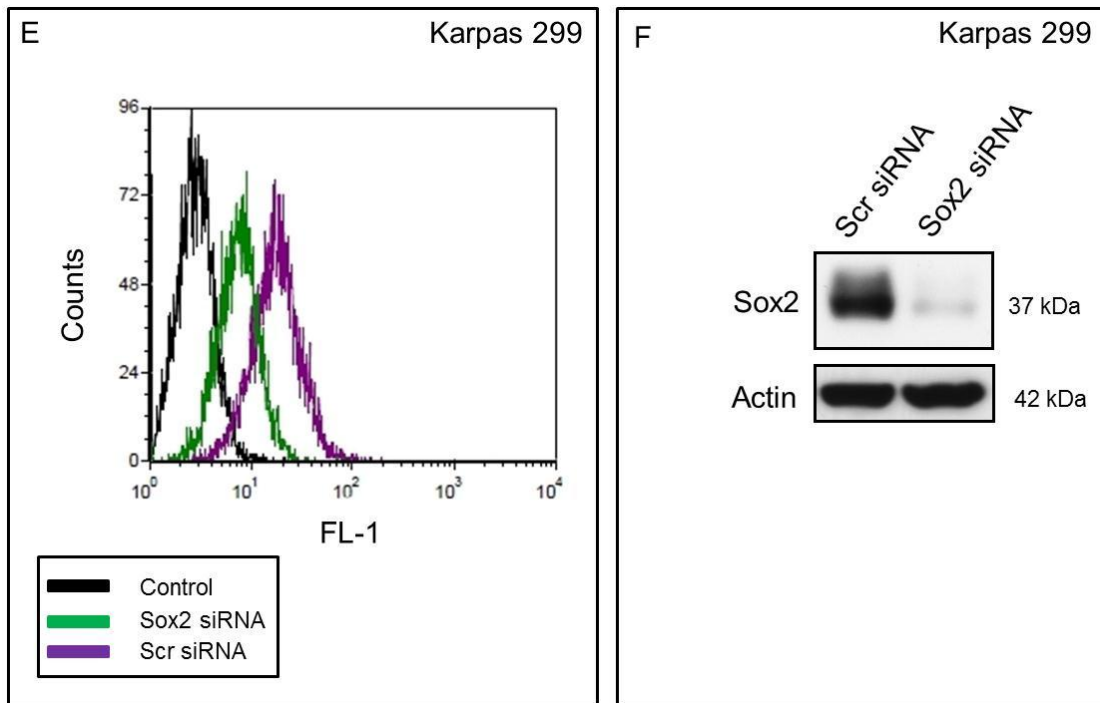 E
Karpas 299
96
72
48
24
0
Counts
10⁰ 10¹ 10² 10³ 10⁴
FL-1
Control
Sox2 siRNA
Scr siRNA
F
Karpas 299
Scr siRNA
Sox2 siRNA
Sox2
37 kDa
Actin
42 kDa